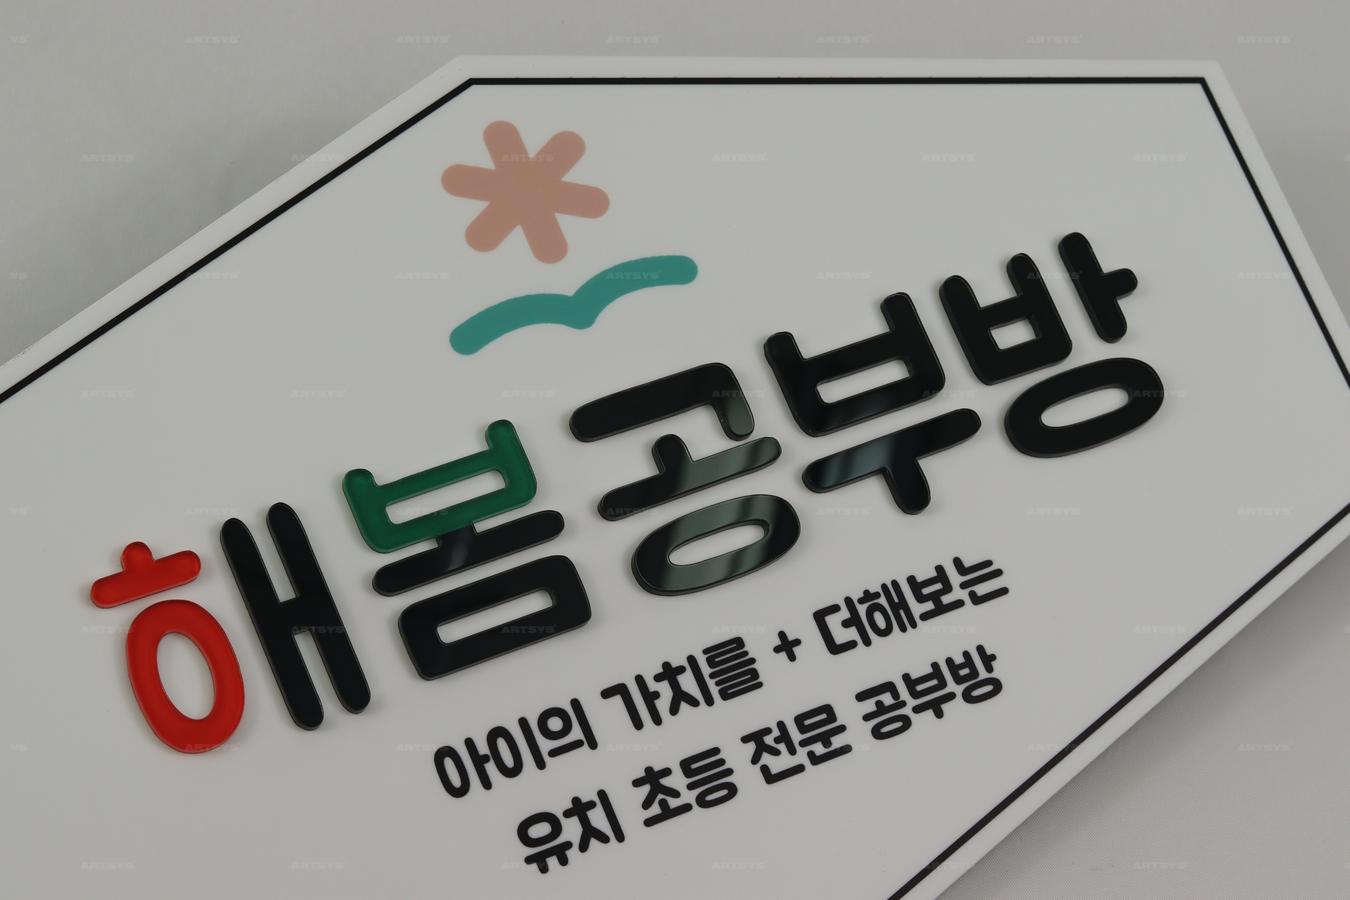 해봄공부방
아이의 가치를 + 더해보는
유치 초등 전문 공부방
ARTSYS